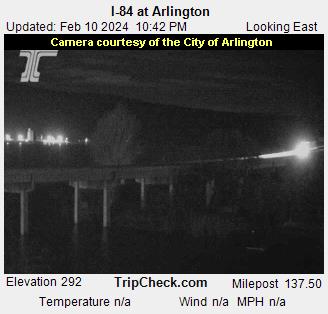 I-84 at Arlington
Updated: Feb 10 2024 10:42 PM Looking East
Camera courtesy of the City of Arlington
Elevation 292 TripCheck.com Milepost 137.50
Temperature n/a Wind n/a MPH n/a